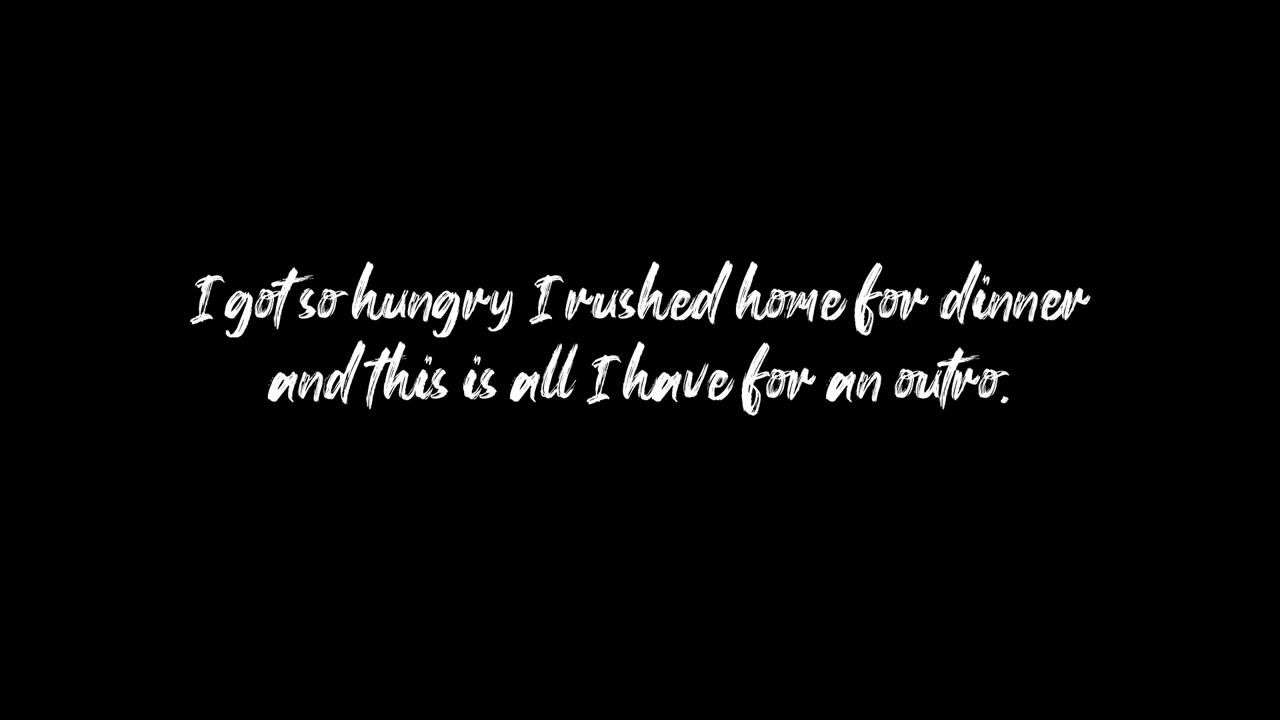 I got so hungry I rushed home for dinner
and this is all I have for an outro.